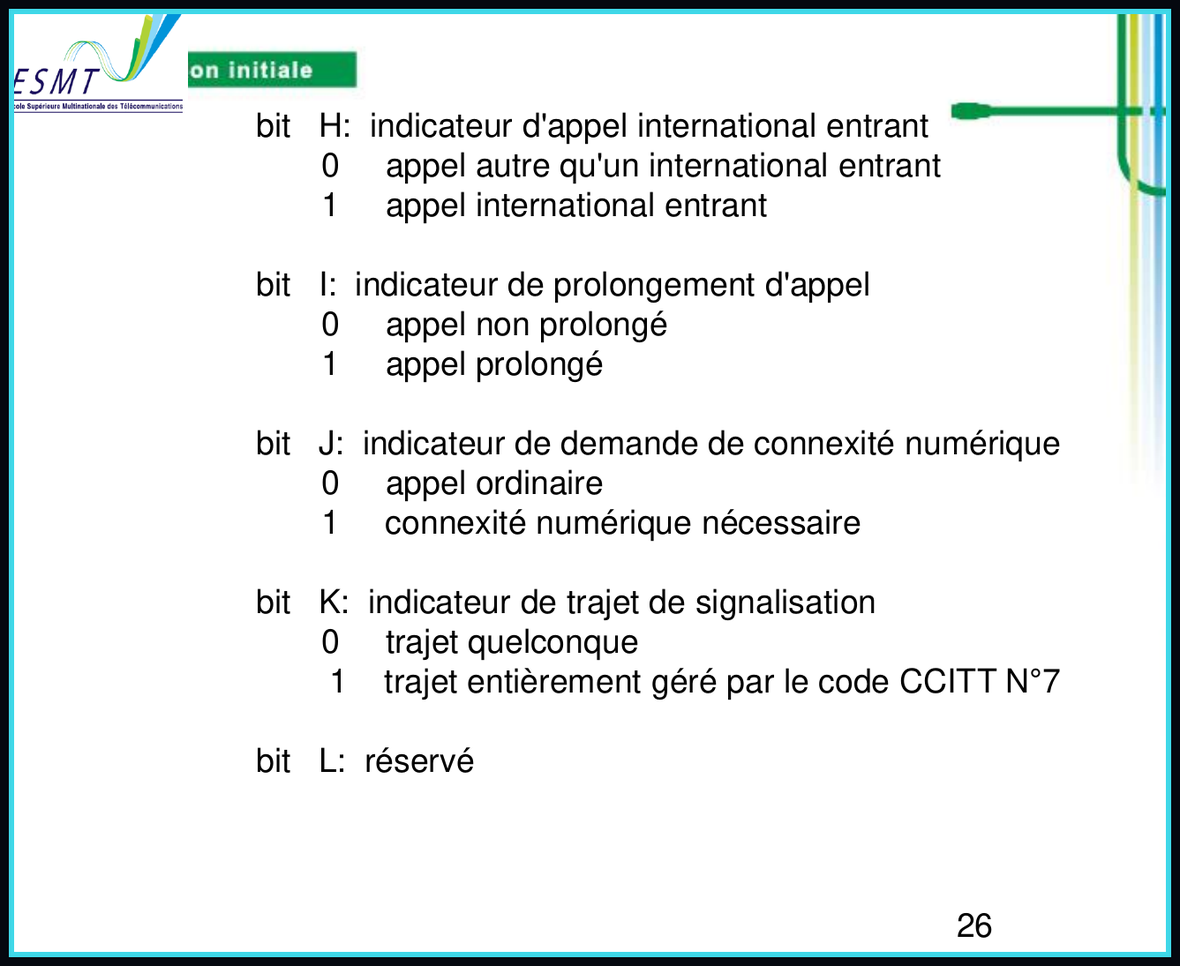 ESMT
cole Supérieure Multinationale des Télécommunications
on initiale
bit H: indicateur d'appel international entrant
0 appel autre qu'un international entrant
1 appel international entrant
bit I: indicateur de prolongement d'appel
0 appel non prolongé
1 appel prolongé
bit J: indicateur de demande de connexité numérique
0 appel ordinaire
1 connexité numérique nécessaire
bit K: indicateur de trajet de signalisation
0 trajet quelconque
1 trajet entièrement géré par le code CCITT N°7
bit L: réservé
26